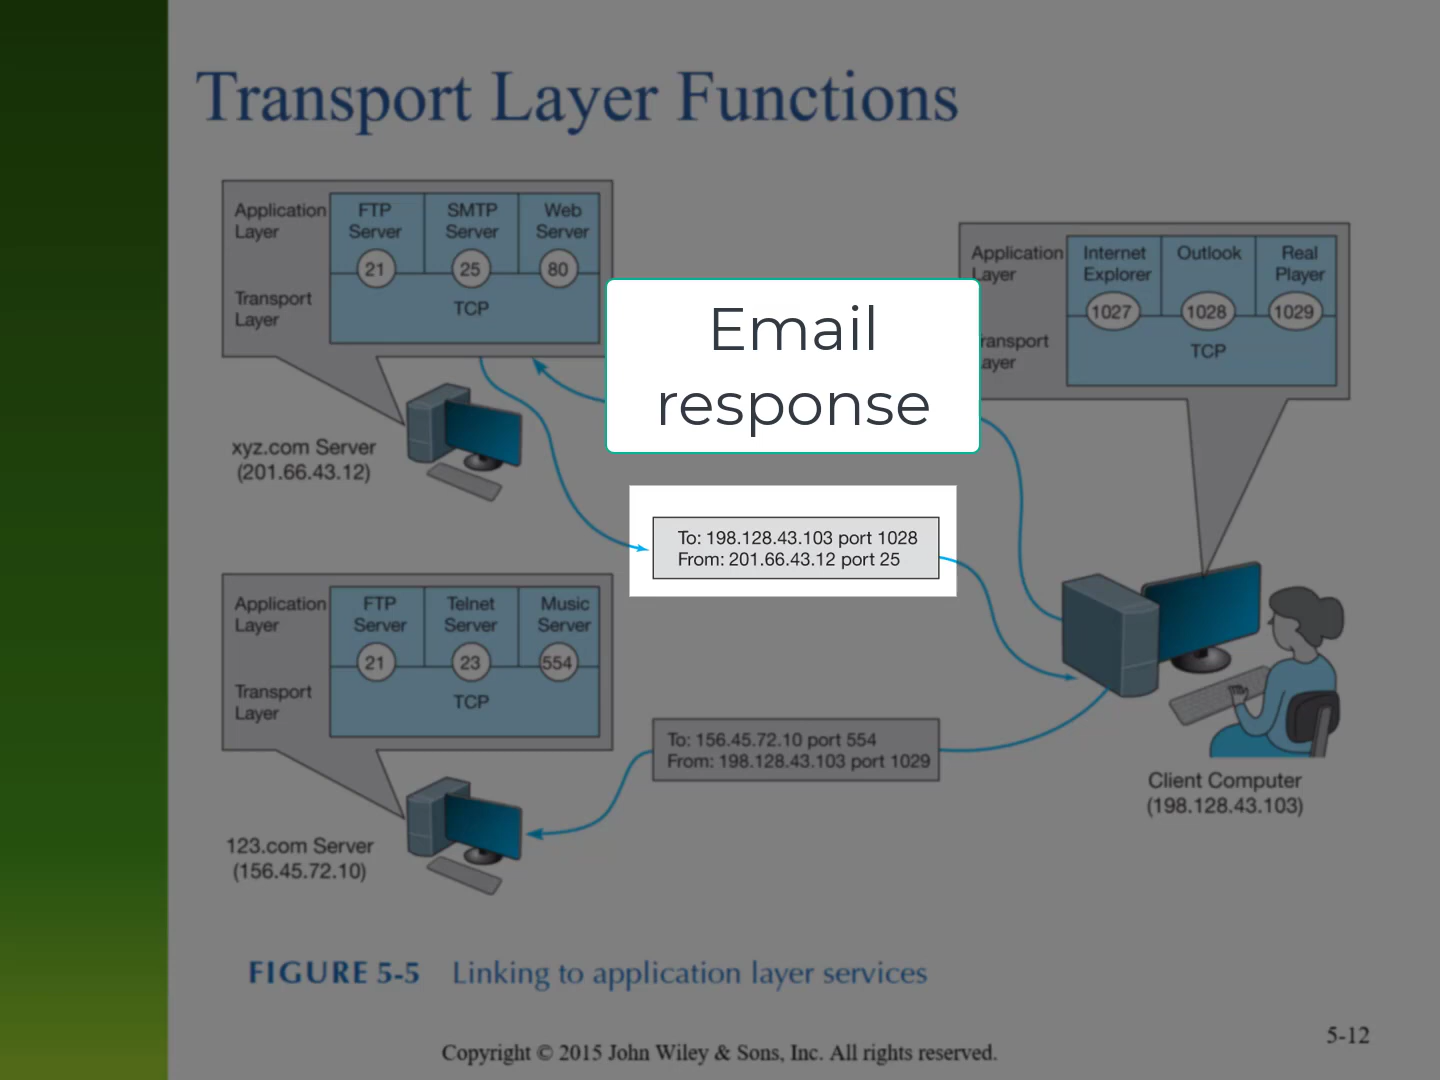 Transport Layer Functions
Application
Layer
FTP
Server
SMTP
Server
Web
Server
21
25
80
Transport
Layer
TCP
xyz.com Server
(201.66.43.12)
Email
response
Application
Layer
Internet
Explorer
Outlook
Real
Player
1027
1028
1029
ransport
ayer
TCP
To: 198.128.43.103 port 1028
From: 201.66.43.12 port 25
Application
Layer
FTP
Server
Telnet
Server
Music
Server
21
23
554
Transport
Layer
TCP
To: 156.45.72.10 port 554
From: 198.128.43.103 port 1029
Client Computer
(198.128.43.103)
123.com Server
(156.45.72.10)
FIGURE 5-5 Linking to application layer services
5-12
Copyright © 2015 John Wiley & Sons, Inc. All rights reserved.